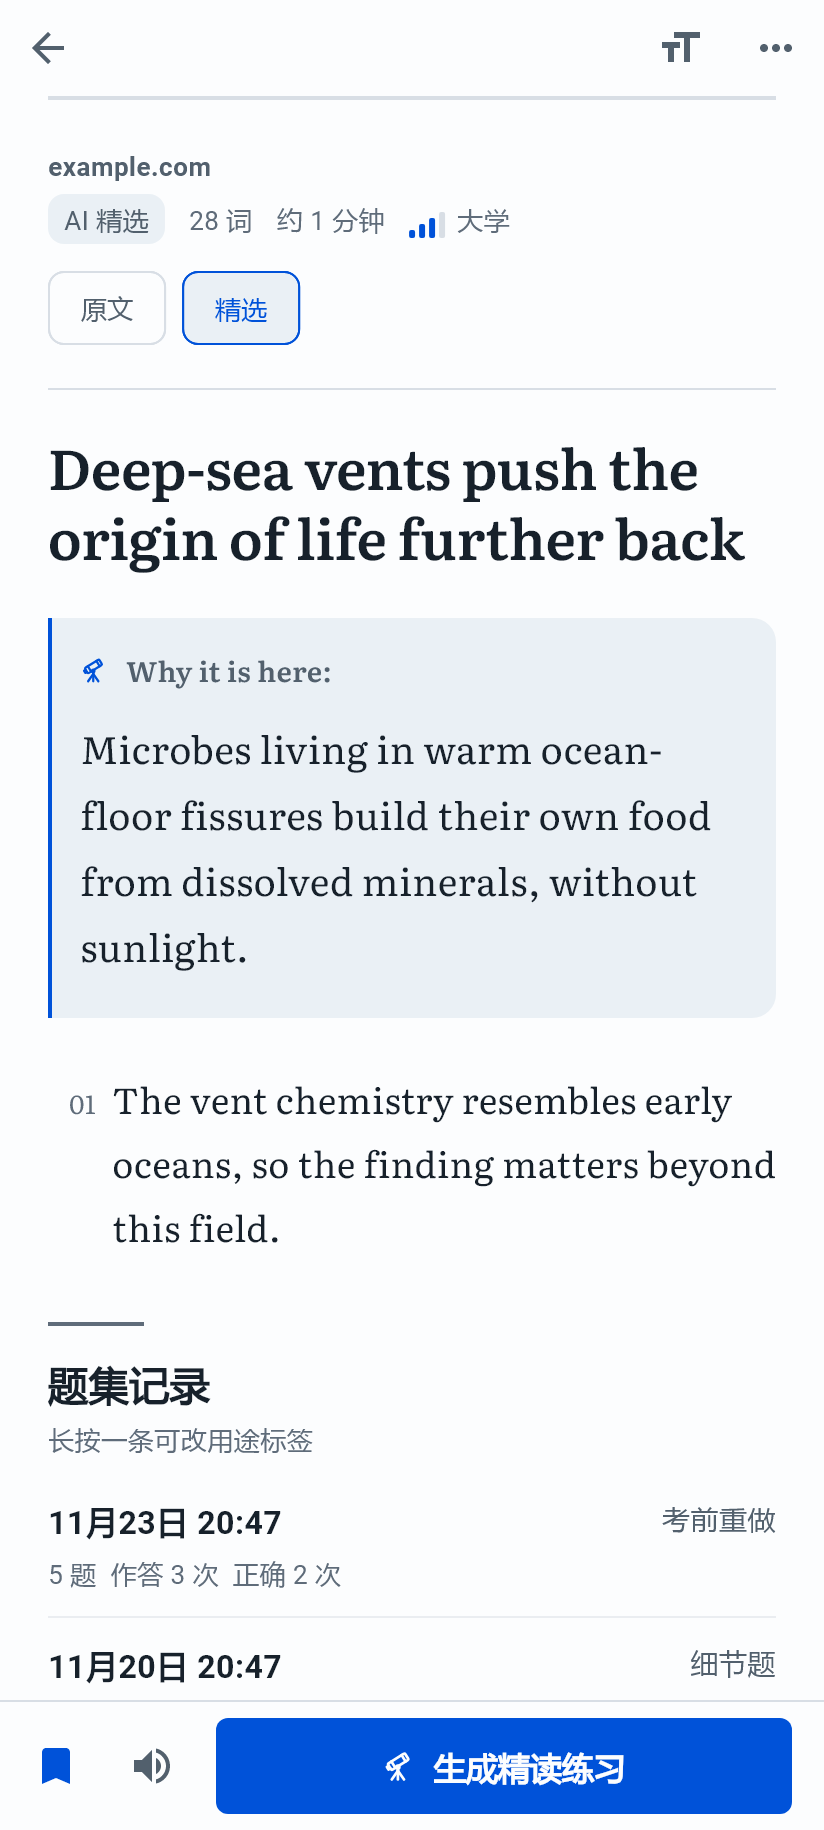 example.com
AI 精选 28 词 约 1 分钟 大学
原文 精选
Deep-sea vents push the
origin of life further back
Why it is here:
Microbes living in warm ocean-
floor fissures build their own food
from dissolved minerals, without
sunlight.
01 The vent chemistry resembles early
oceans, so the finding matters beyond
this field.
题集记录
长按一条可改用途标签
11月23日 20:47 考前重做
5 题 作答 3 次 正确 2 次
11月20日 20:47 细节题
生成精读练习